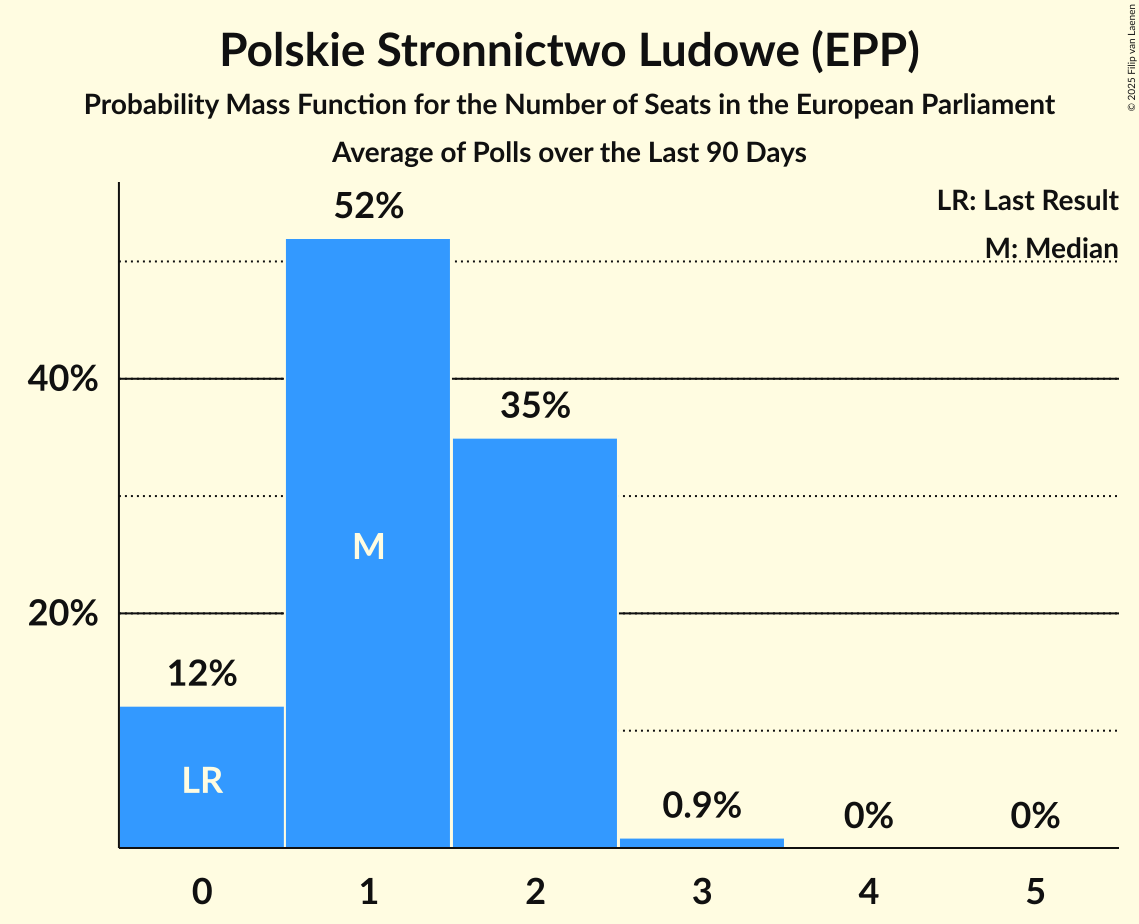 Polskie Stronnictwo Ludowe (EPP)
Probability Mass Function for the Number of Seats in the European Parliament
Average of Polls over the Last 90 Days
© 2025 Filip van Laenen
LR: Last Result
M: Median
52%
40%
35%
M
20%
12%
LR
0.9%
0%
0%
0 1 2 3 4 5